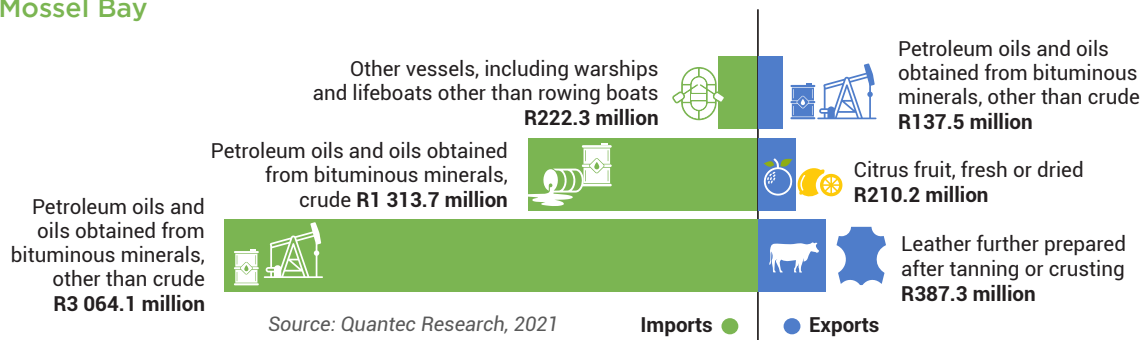 Mossel Bay
Other vessels, including warships
and lifeboats other than rowing boats
R222.3 million
Petroleum oils and oils
obtained from bituminous
minerals, other than crude
R137.5 million
Petroleum oils and oils obtained
from bituminous minerals,
crude R1 313.7 million
Citrus fruit, fresh or dried
R210.2 million
Petroleum oils and
oils obtained from
bituminous minerals,
other than crude
R3 064.1 million
Leather further prepared
after tanning or crusting
R387.3 million
Source: Quantec Research, 2021
Imports
Exports